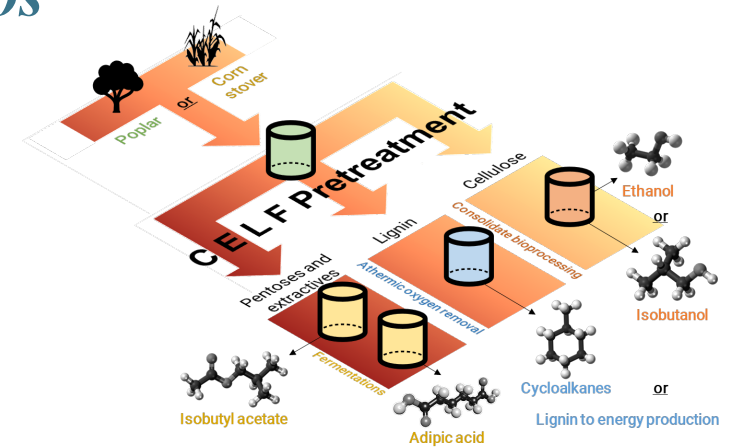 Corn
stover
or
Poplar
CELF Pretreatment
Cellulose
Consolidate bioprocessing
Ethanol
or
Isobutanol
Lignin
Athermic oxygen removal
Pentoses and
extractives
Fermentations
Cycloalkanes or
Lignin to energy production
Isobutyl acetate
Adipic acid